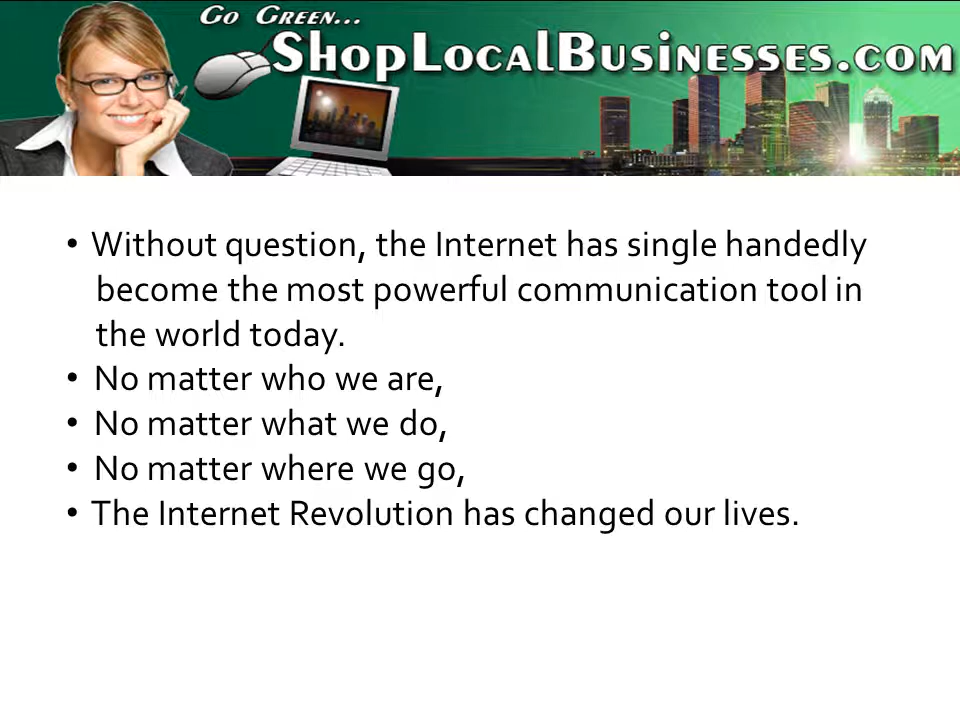 Go Green...
ShopLocalBusinesses.com
• Without question, the Internet has single handedly
become the most powerful communication tool in
the world today.
• No matter who we are,
• No matter what we do,
• No matter where we go,
• The Internet Revolution has changed our lives.